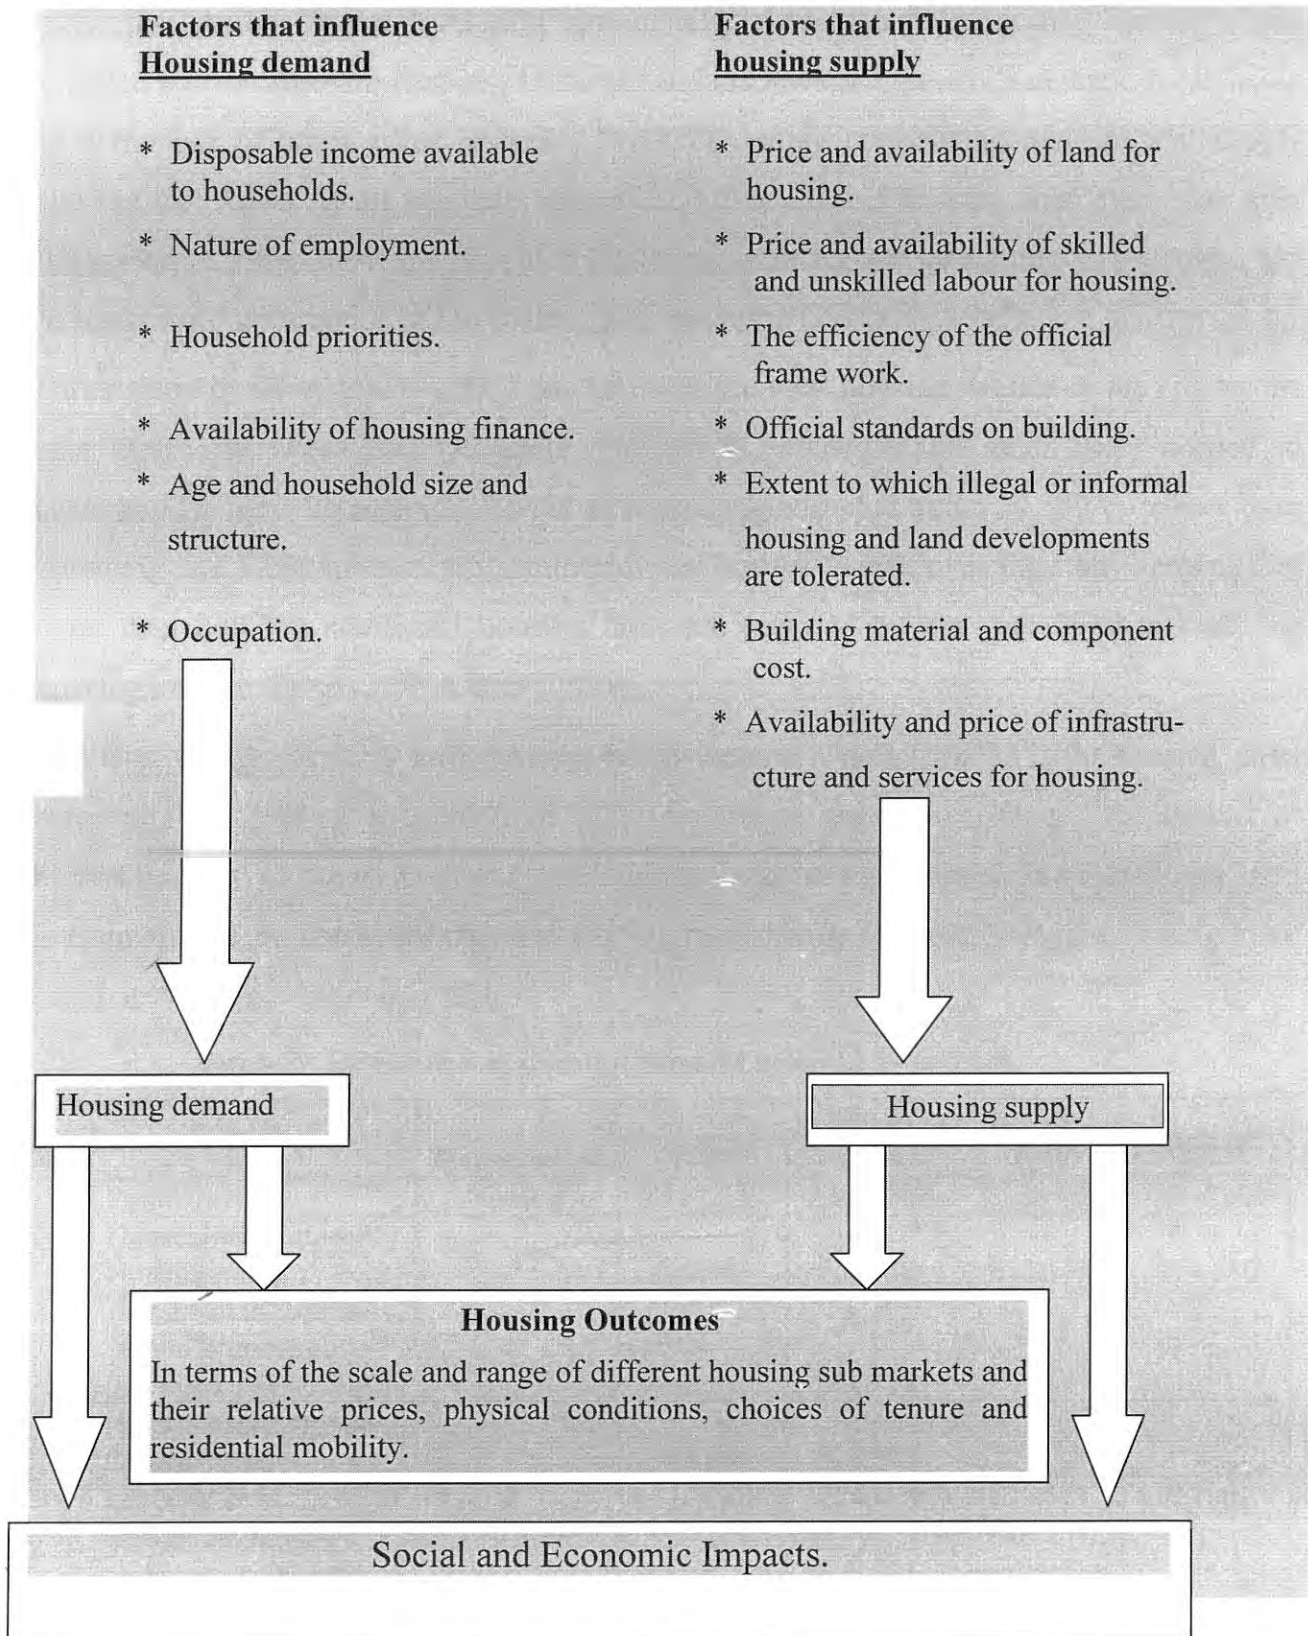 Factors that influence
Housing demand
* Disposable income available
to households.
* Nature of employment.
* Household priorities.
* Availability of housing finance.
* Age and household size and
structure.
* Occupation.
Factors that influence
housing supply
* Price and availability of land for
housing.
* Price and availability of skilled
and unskilled labour for housing.
* The efficiency of the official
frame work.
* Official standards on building.
* Extent to which illegal or informal
housing and land developments
are tolerated.
* Building material and component
cost.
* Availability and price of infrastru-
cture and services for housing.
Housing demand
Housing supply
Housing Outcomes
In terms of the scale and range of different housing sub markets and
their relative prices, physical conditions, choices of tenure and
residential mobility.
Social and Economic Impacts.